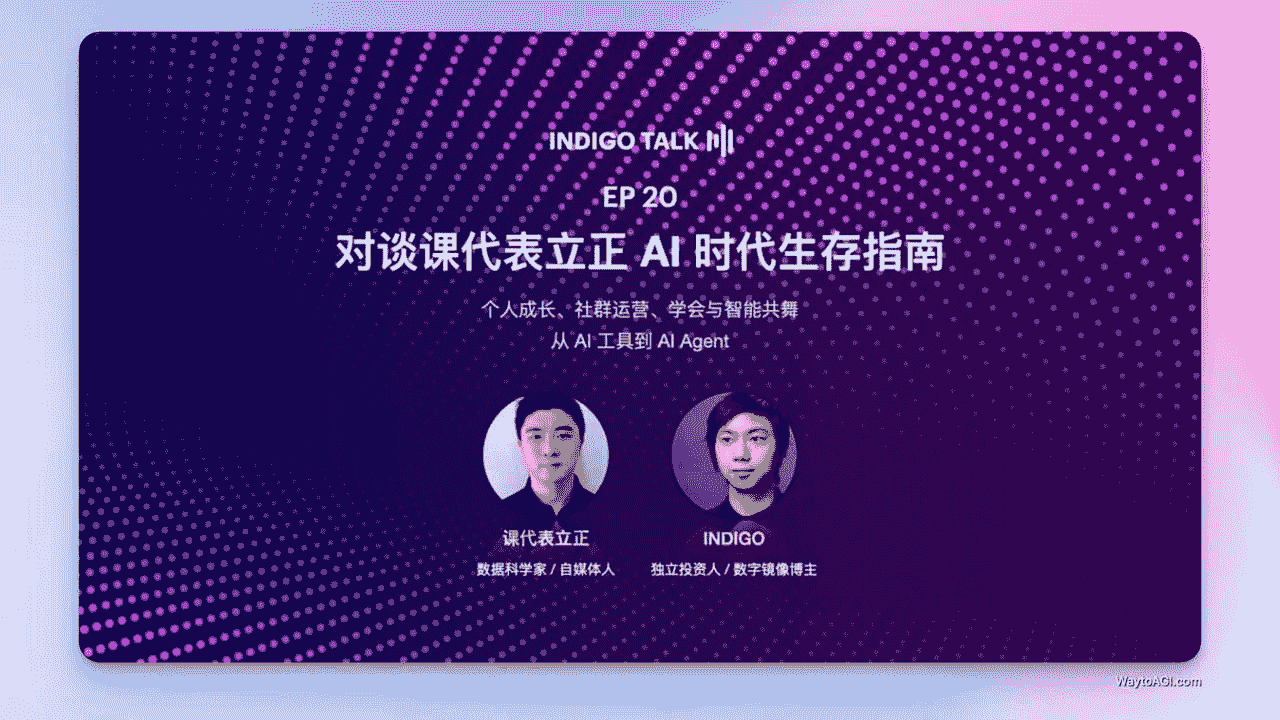 INDIGO TALK
EP 20
对谈课代表立正 AI 时代生存指南
个人成长、社群运营、学会与智能共舞
从 AI 工具到 AI Agent
课代表立正
数据科学家 / 自媒体人
INDIGO
独立投资人 / 数字镜像博主
WaytoAGI.com